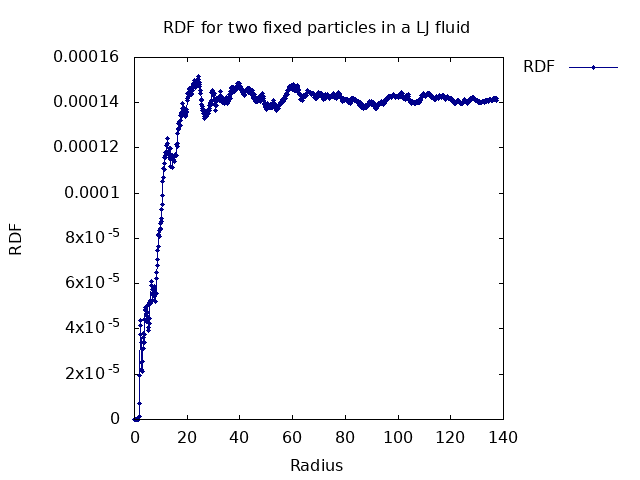 RDF for two fixed particles in a LJ fluid
0.00016
0.00014
0.00012
0.0001
8x10-5
6x10-5
4x10-5
2x10-5
0
RDF
RDF
0 20 40 60 80 100 120 140
Radius